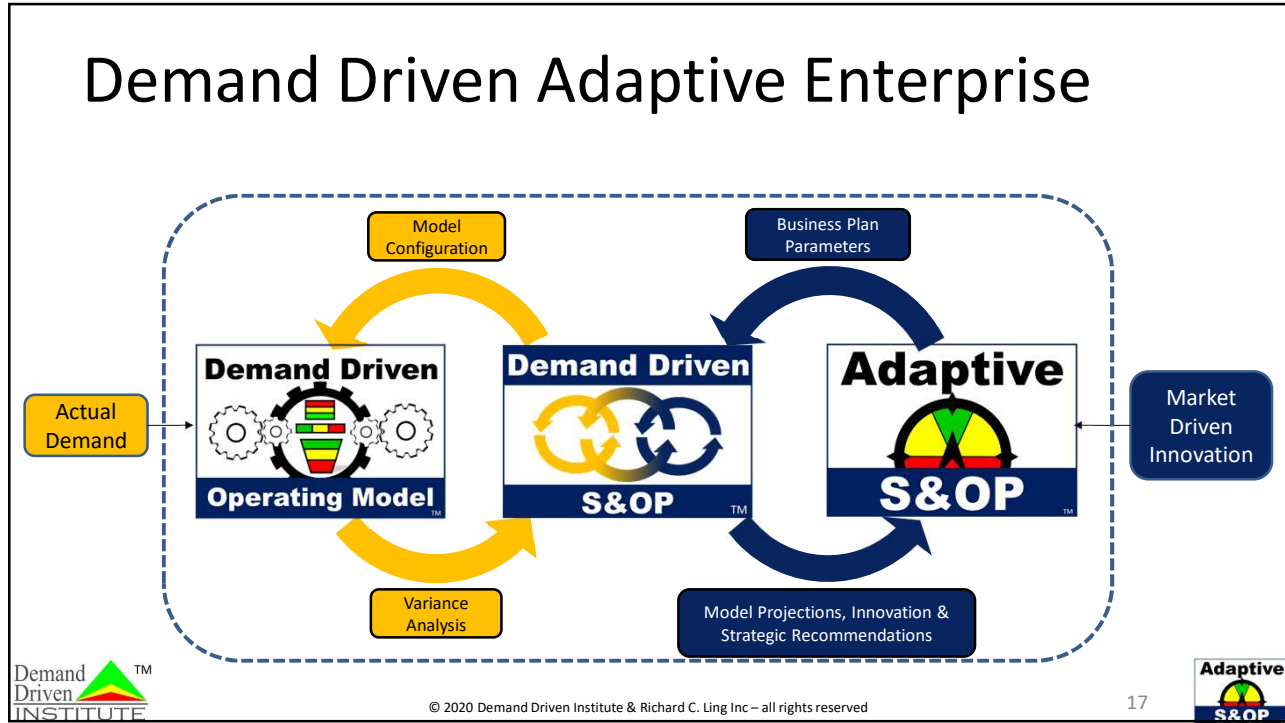 Demand Driven Adaptive Enterprise
Model
Configuration
Business Plan
Parameters
Actual
Demand
Demand Driven
Operating Model
TM
Demand Driven
S&OP
TM
Adaptive
S&OP
TM
Market
Driven
Innovation
Variance
Analysis
Model Projections, Innovation &
Strategic Recommendations
Demand
Driven
INSTITUTE
TM
© 2020 Demand Driven Institute & Richard C. Ling Inc – all rights reserved
17
Adaptive
S&OP